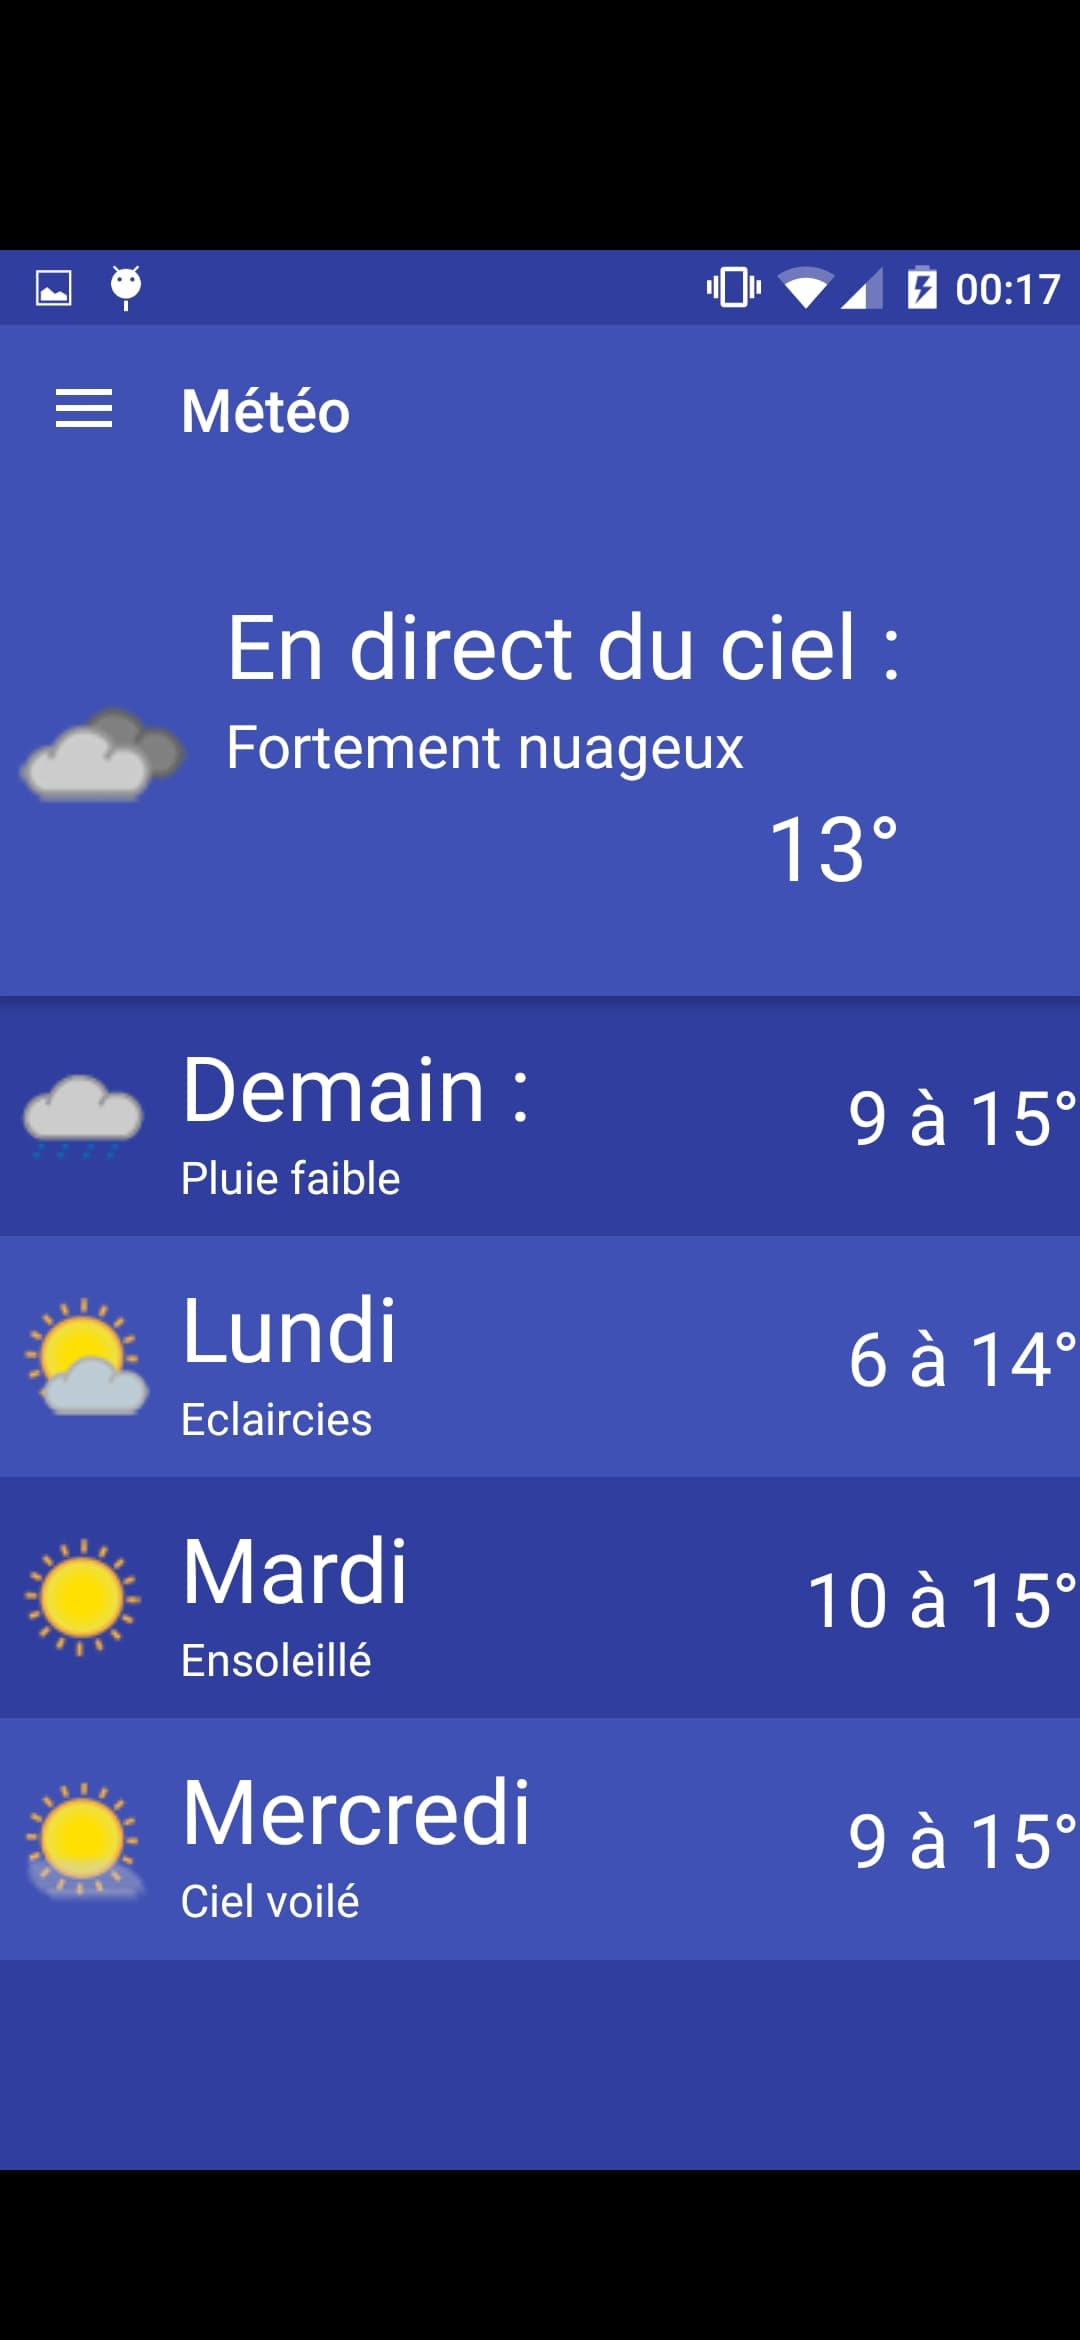 00:17
Météo
En direct du ciel :
Fortement nuageux
13°
Demain :
9 à 15°
Pluie faible
Lundi
6 à 14°
Eclaircies
Mardi
10 à 15°
Ensoleillé
Mercredi
9 à 15°
Ciel voilé